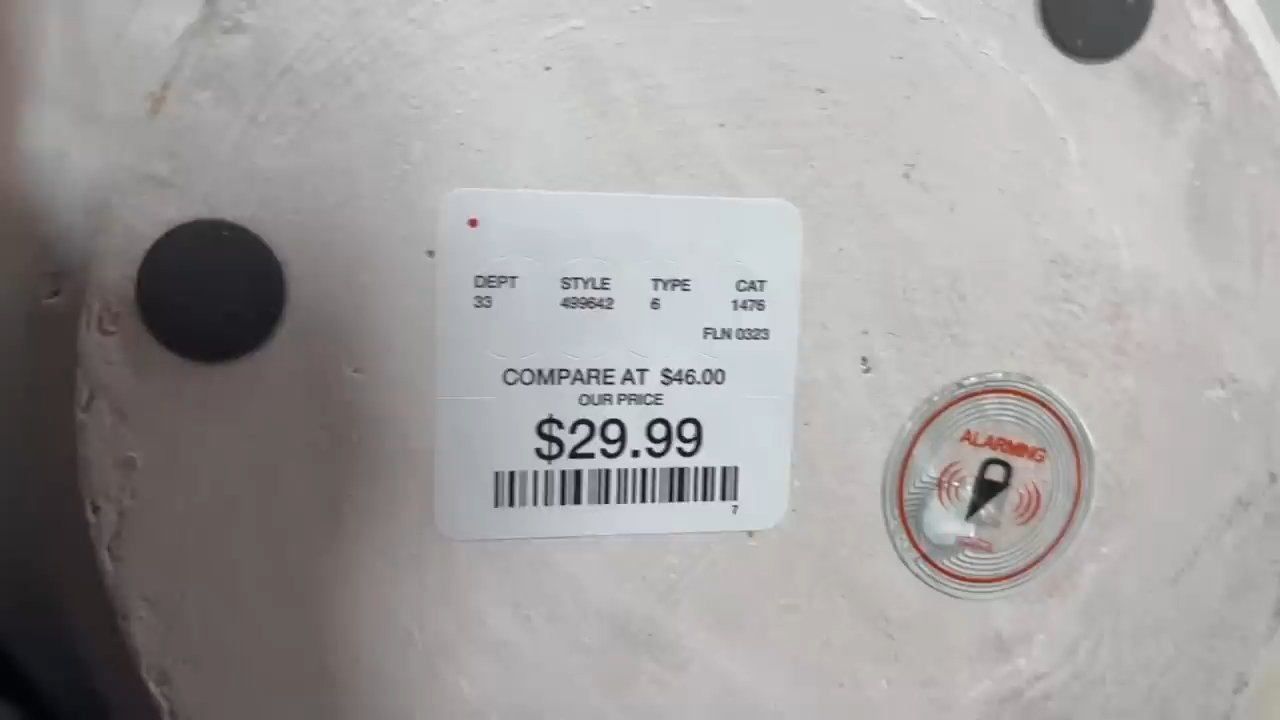 DEPT STYLE TYPE CAT
33 499642 6 1476
FLN 0323
COMPARE AT $46.00
OUR PRICE
$29.99
7
ALARMING